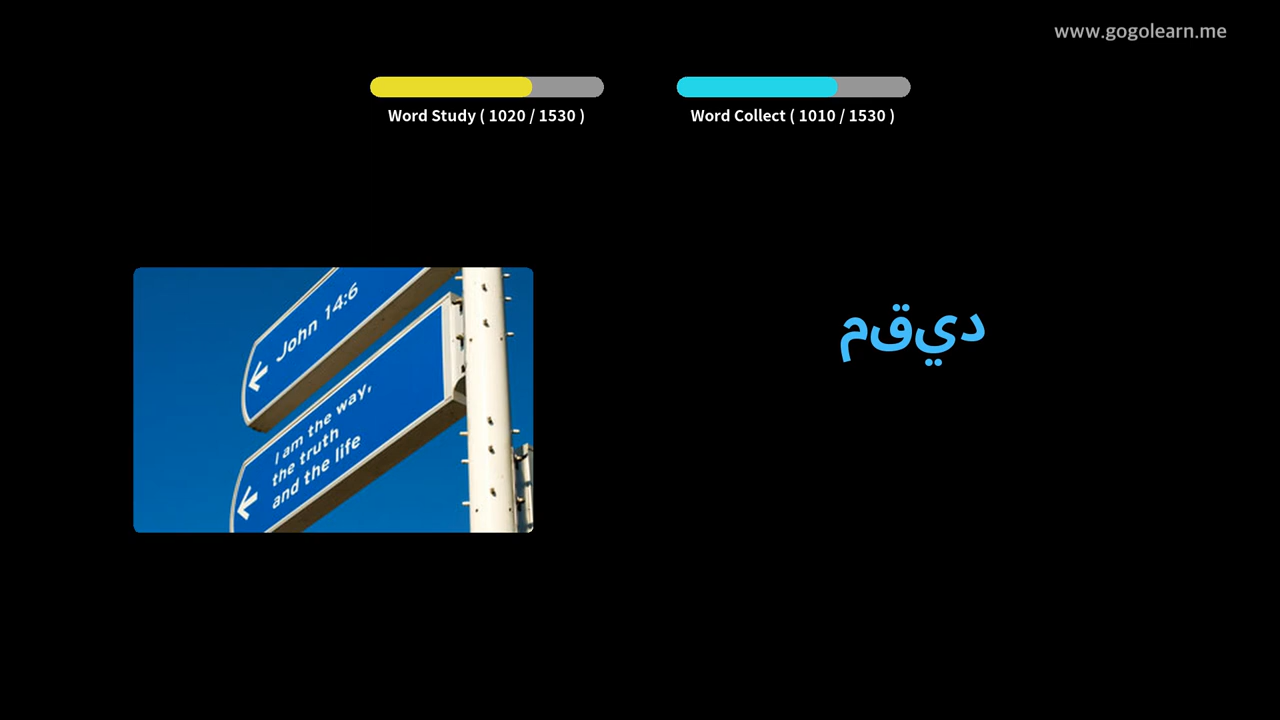 www.gogolearn.me
Word Study ( 1020 / 1530 )
Word Collect ( 1010 / 1530 )
John 14:6
I am the way,
the truth
and the life
ديقم